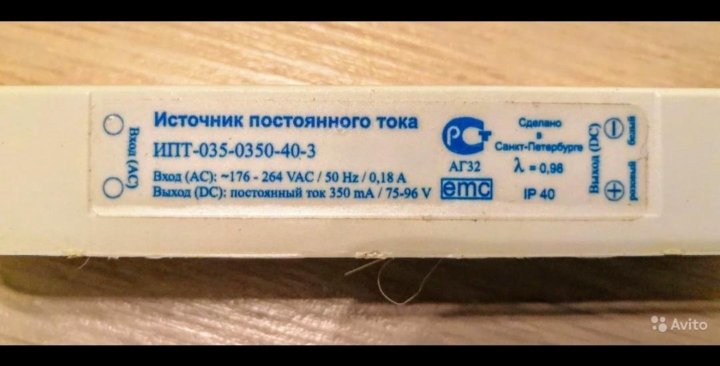 Вход (AC)
Источник постоянного тока
ИПТ-035-0350-40-3
Вход (AC): ~176 - 264 VAC / 50 Hz / 0,18 A
Выход (DC): постоянный ток 350 mA / 75-96 V
РСТ
АГ32
emc
Сделано
в
Санкт-Петербурге
λ = 0,98
IP 40
Выход (DC)
розовый
белый
Avito